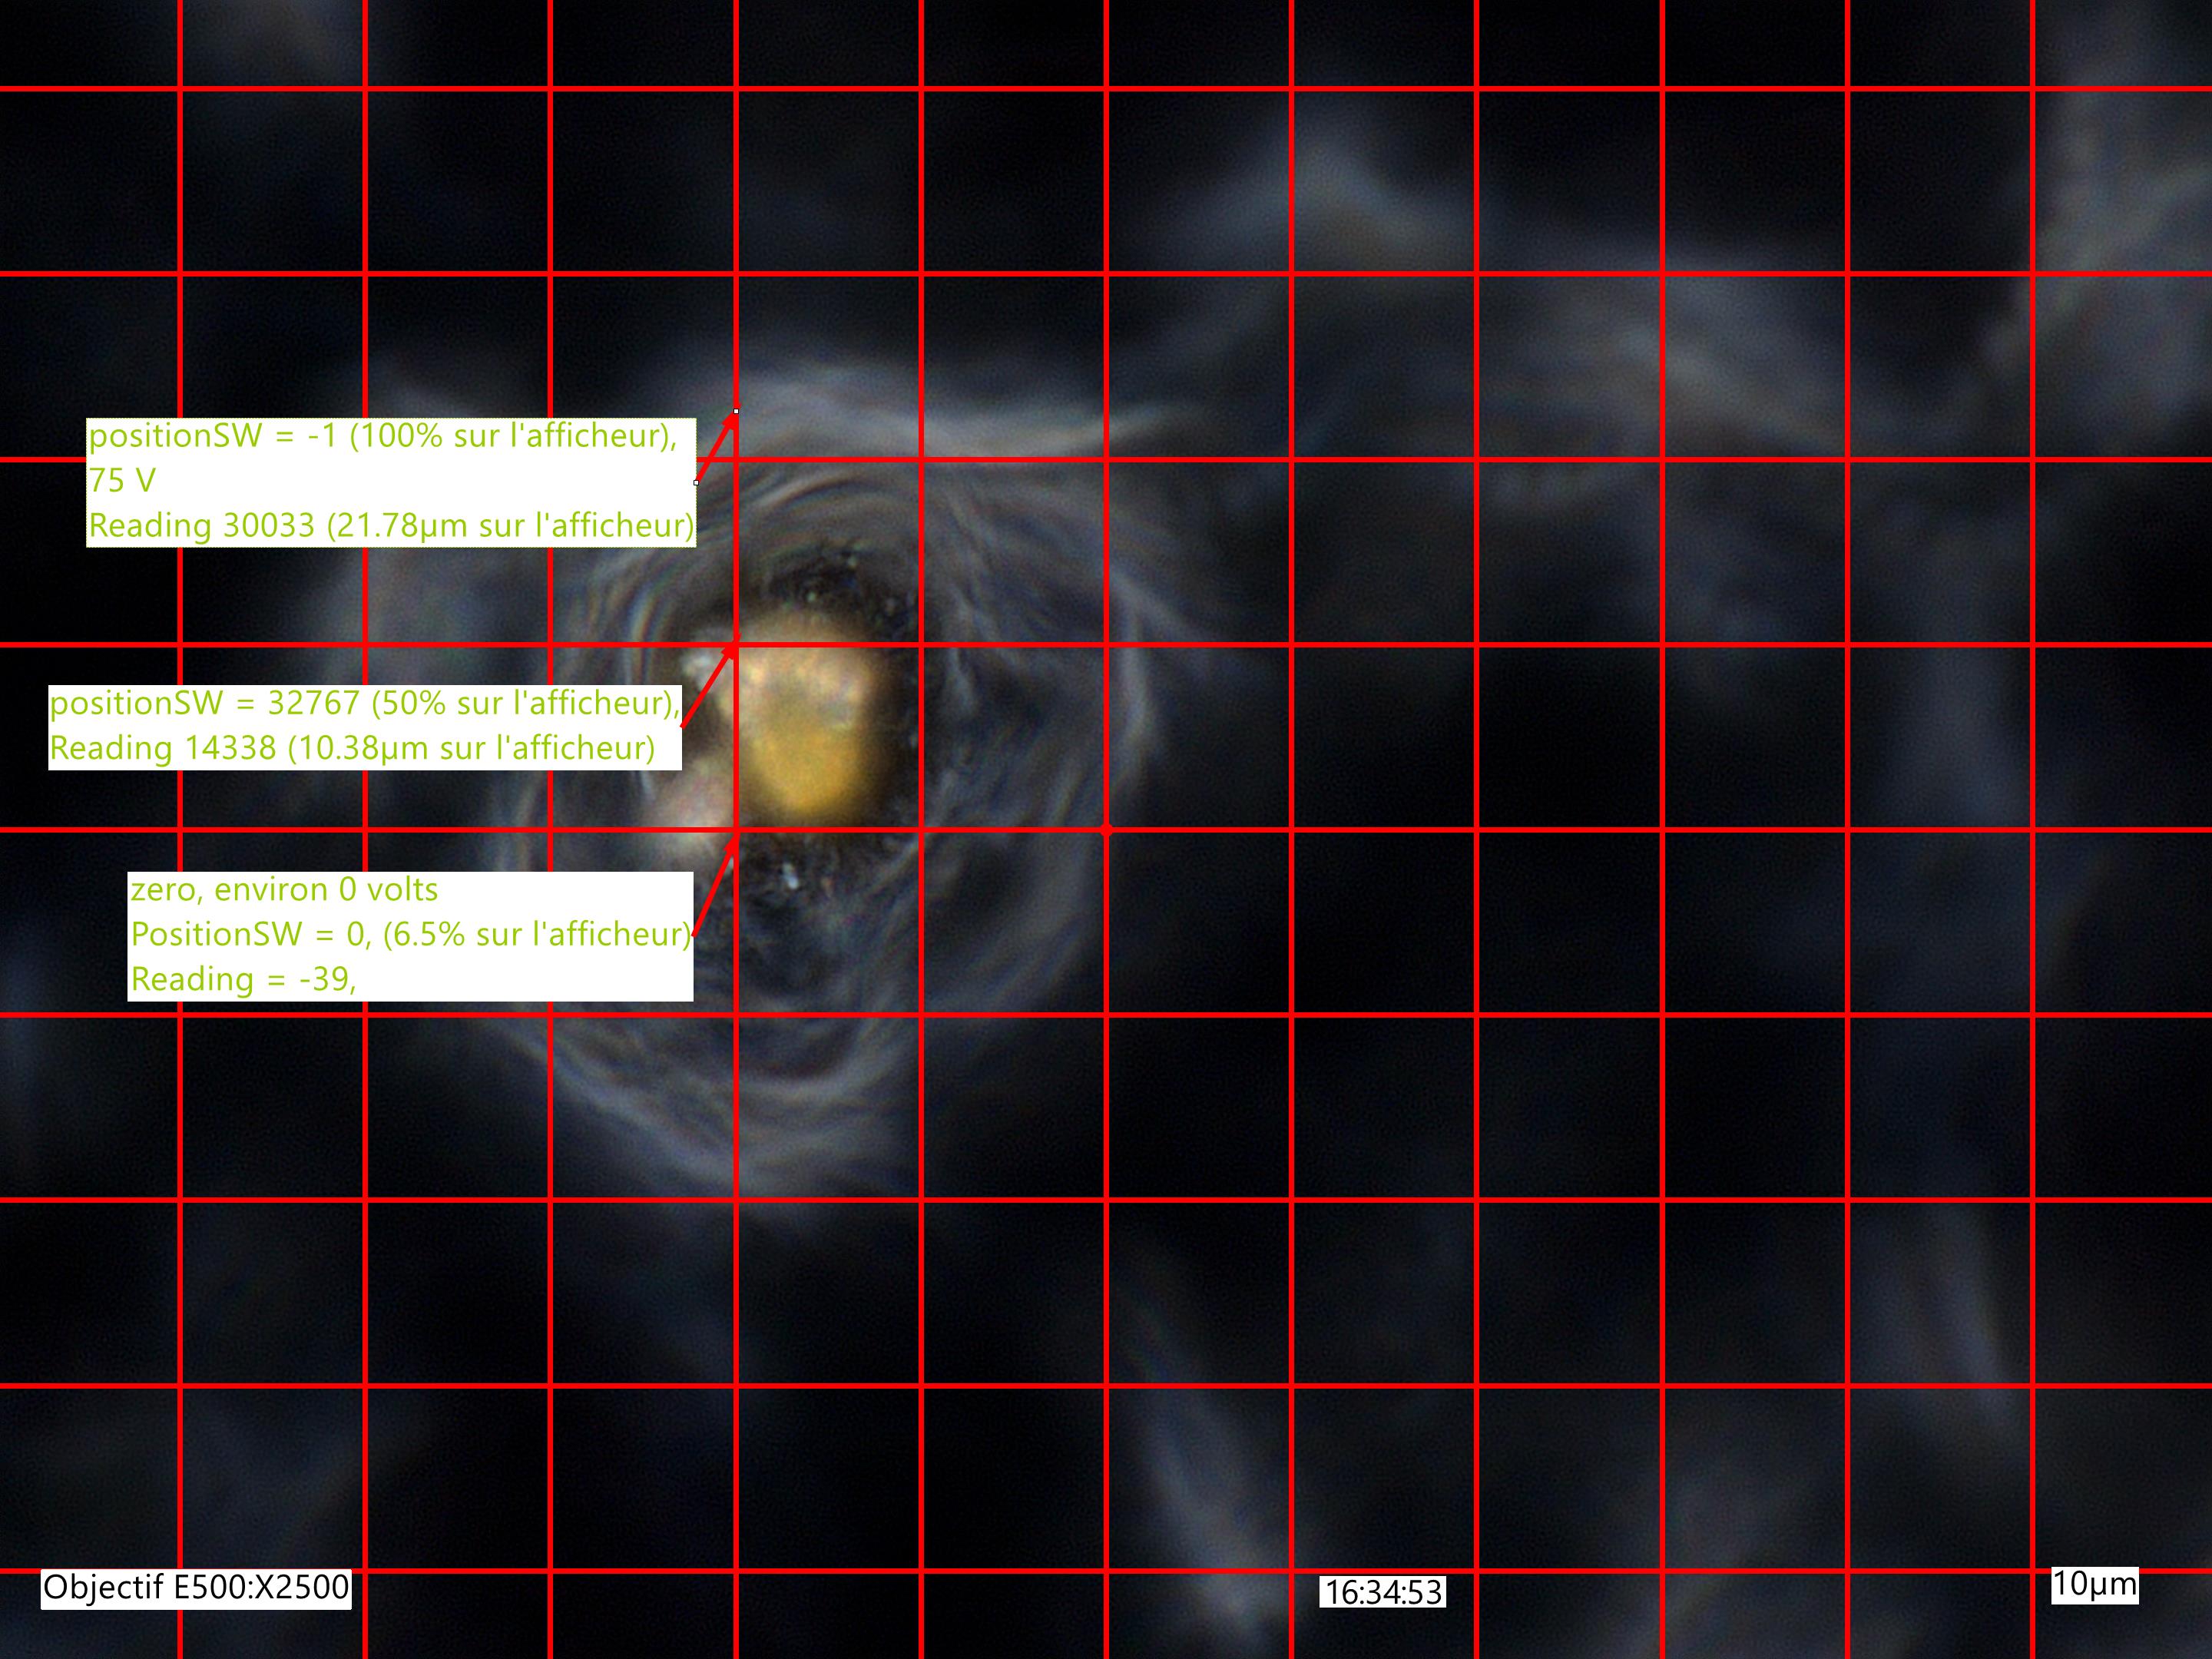 positionSW = -1 (100% sur l'afficheur),
75 V
Reading 30033 (21.78µm sur l'afficheur)
positionSW = 32767 (50% sur l'afficheur),
Reading 14338 (10.38µm sur l'afficheur)
zero, environ 0 volts
PositionSW = 0, (6.5% sur l'afficheur)
Reading = -39,
Objectif E500:X2500
16:34:53
10µm